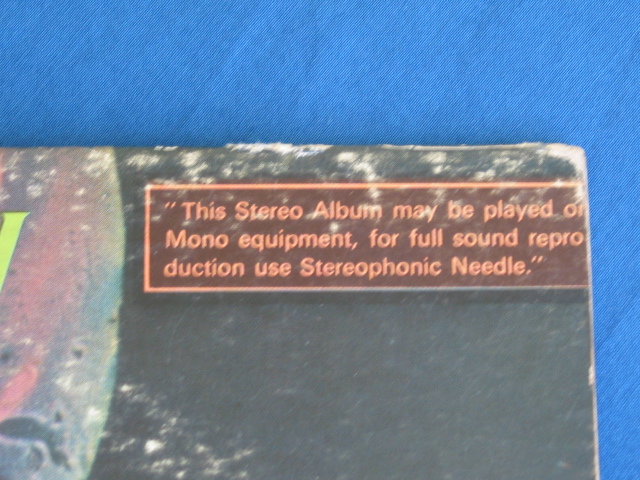 "This Stereo Album may be played o
Mono equipment, for full sound repro
duction use Stereophonic Needle."